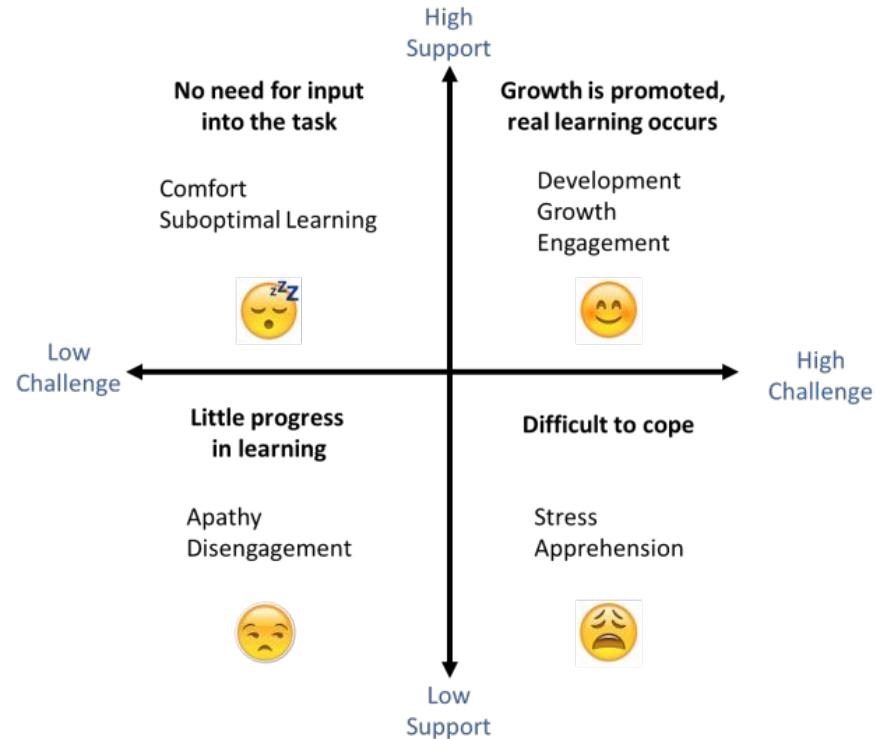 High
Support
No need for input
into the task
Growth is promoted,
real learning occurs
Comfort
Suboptimal Learning
Development
Growth
Engagement
zzZ
Low
Challenge
High
Challenge
Little progress
in learning
Difficult to cope
Apathy
Disengagement
Stress
Apprehension
Low
Support